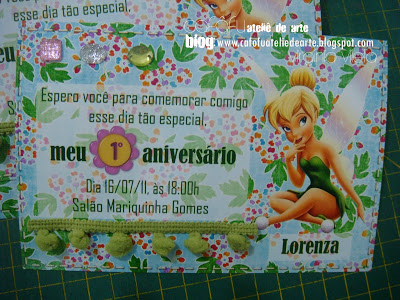 ateliê de arte
blog: www.cafofuateliedearte.blogspot.com
dia tão especial.
Espero você para comemorar comigo
esse dia tão especial.
meu 1º aniversário
Dia 16/07/11, às 18:00h
Salão Mariquinha Gomes
Lorenza